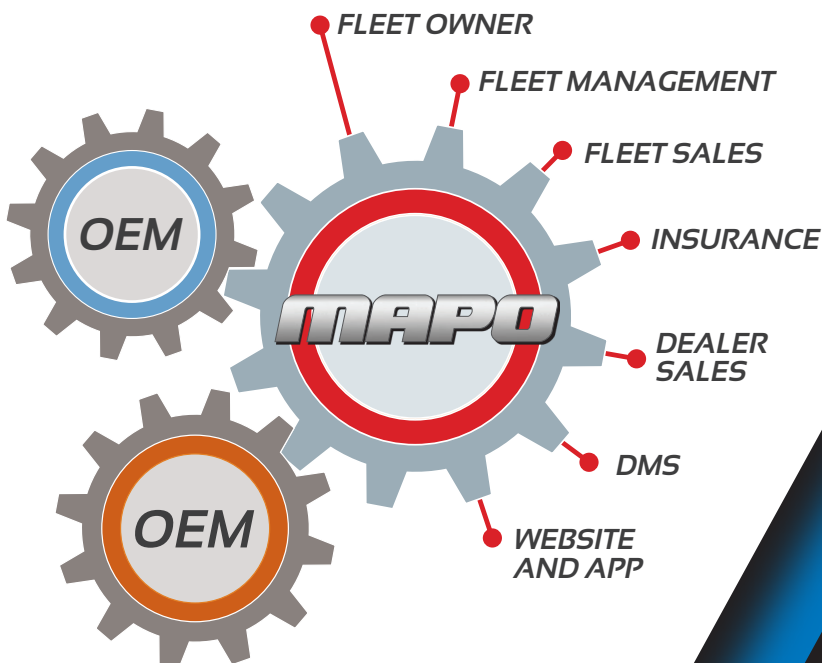 FLEET OWNER
FLEET MANAGEMENT
FLEET SALES
INSURANCE
DEALER
SALES
DMS
WEBSITE
AND APP
OEM
MAPO
OEM